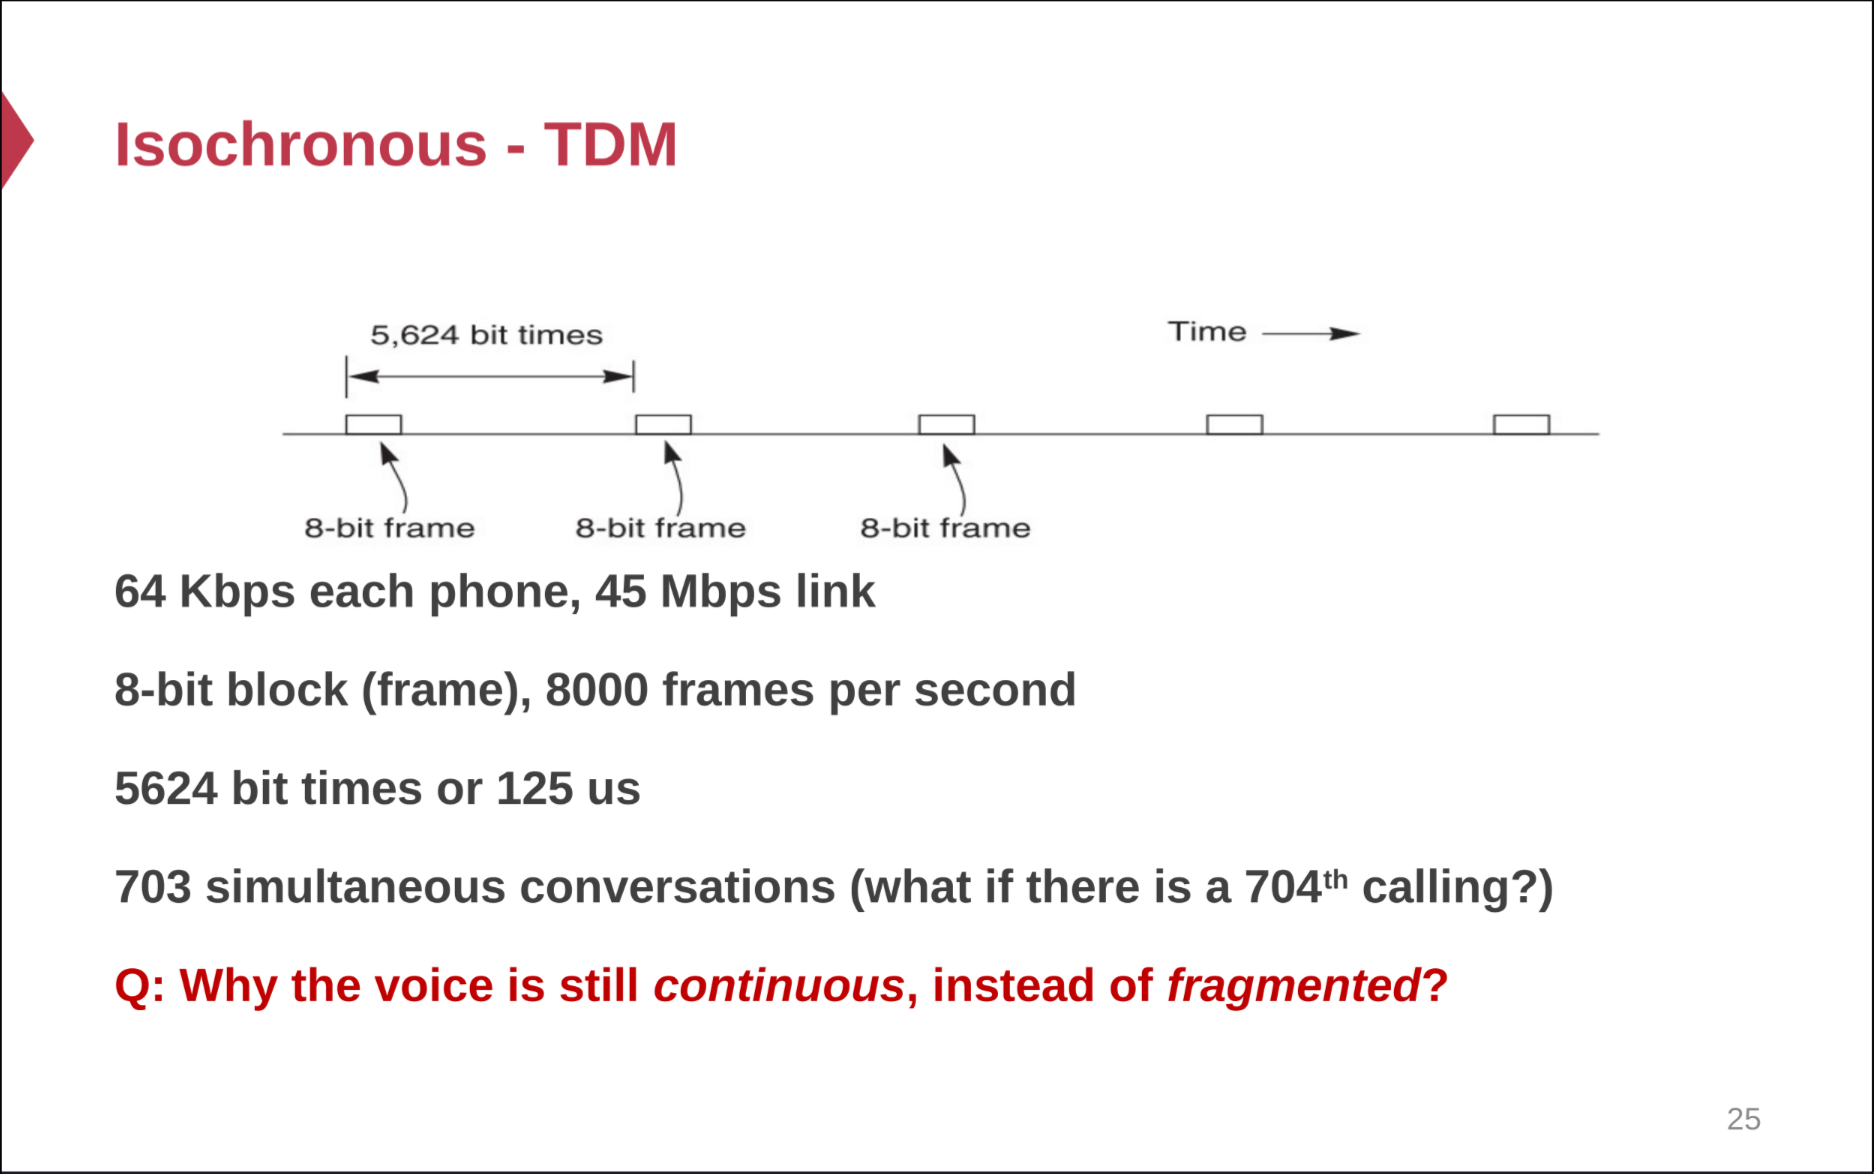 Isochronous - TDM
5,624 bit times
Time
8-bit frame
8-bit frame
8-bit frame
64 Kbps each phone, 45 Mbps link
8-bit block (frame), 8000 frames per second
5624 bit times or 125 us
703 simultaneous conversations (what if there is a 704th calling?)
Q: Why the voice is still continuous, instead of fragmented?
25